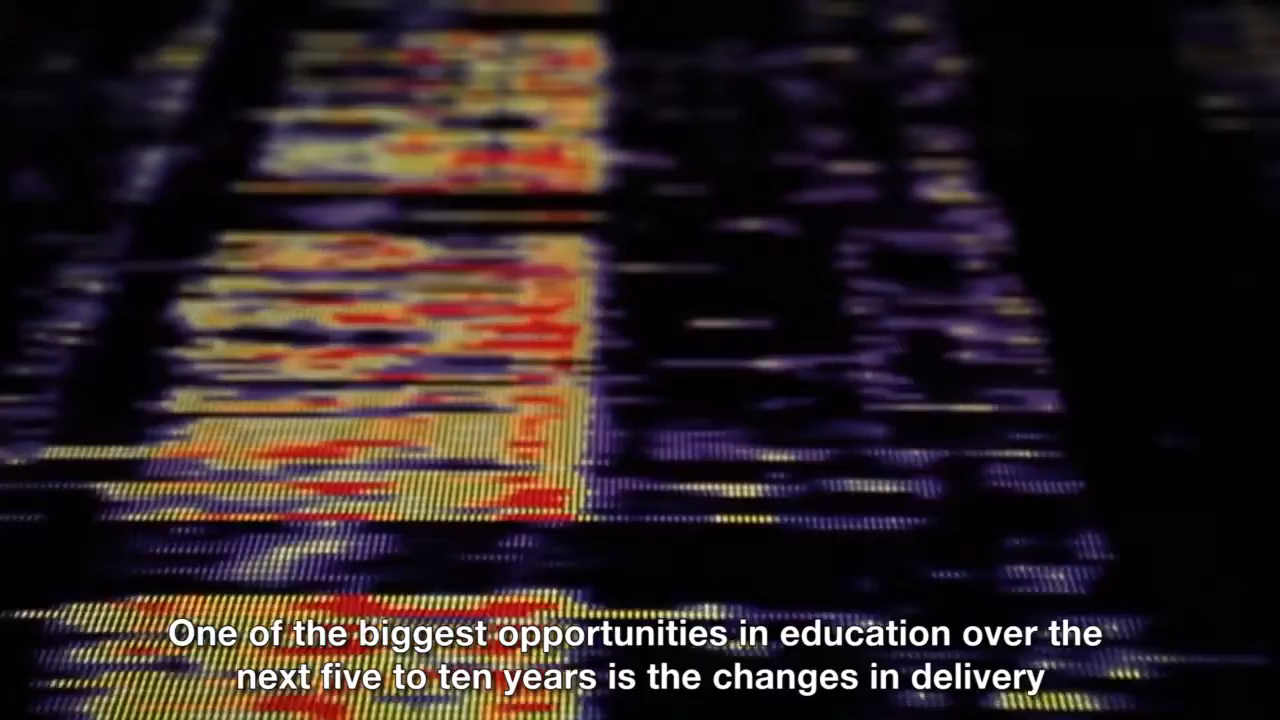 One of the biggest opportunities in education over the
next five to ten years is the changes in delivery